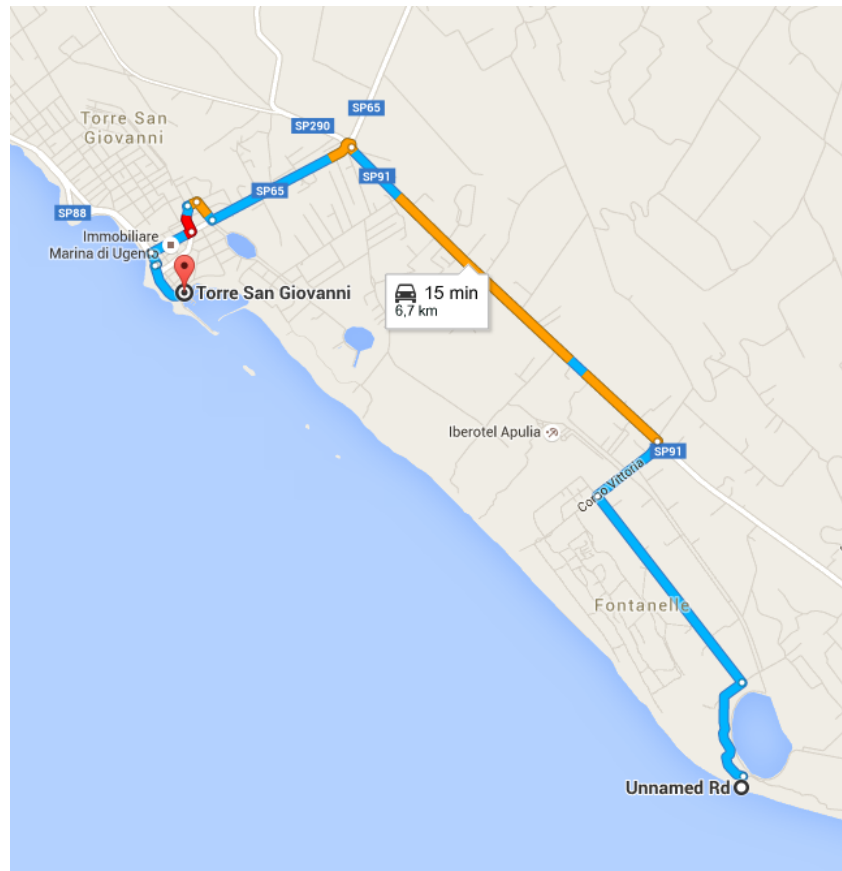 SP65
Torre San
Giovanni
SP290
SP91
SP65
SP88
Immobiliare
Marina di Ugento
Torre San Giovanni
15 min
6,7 km
Iberotel Apulia
SP91
Corso Vittoria
Fontanelle
Unnamed Rd